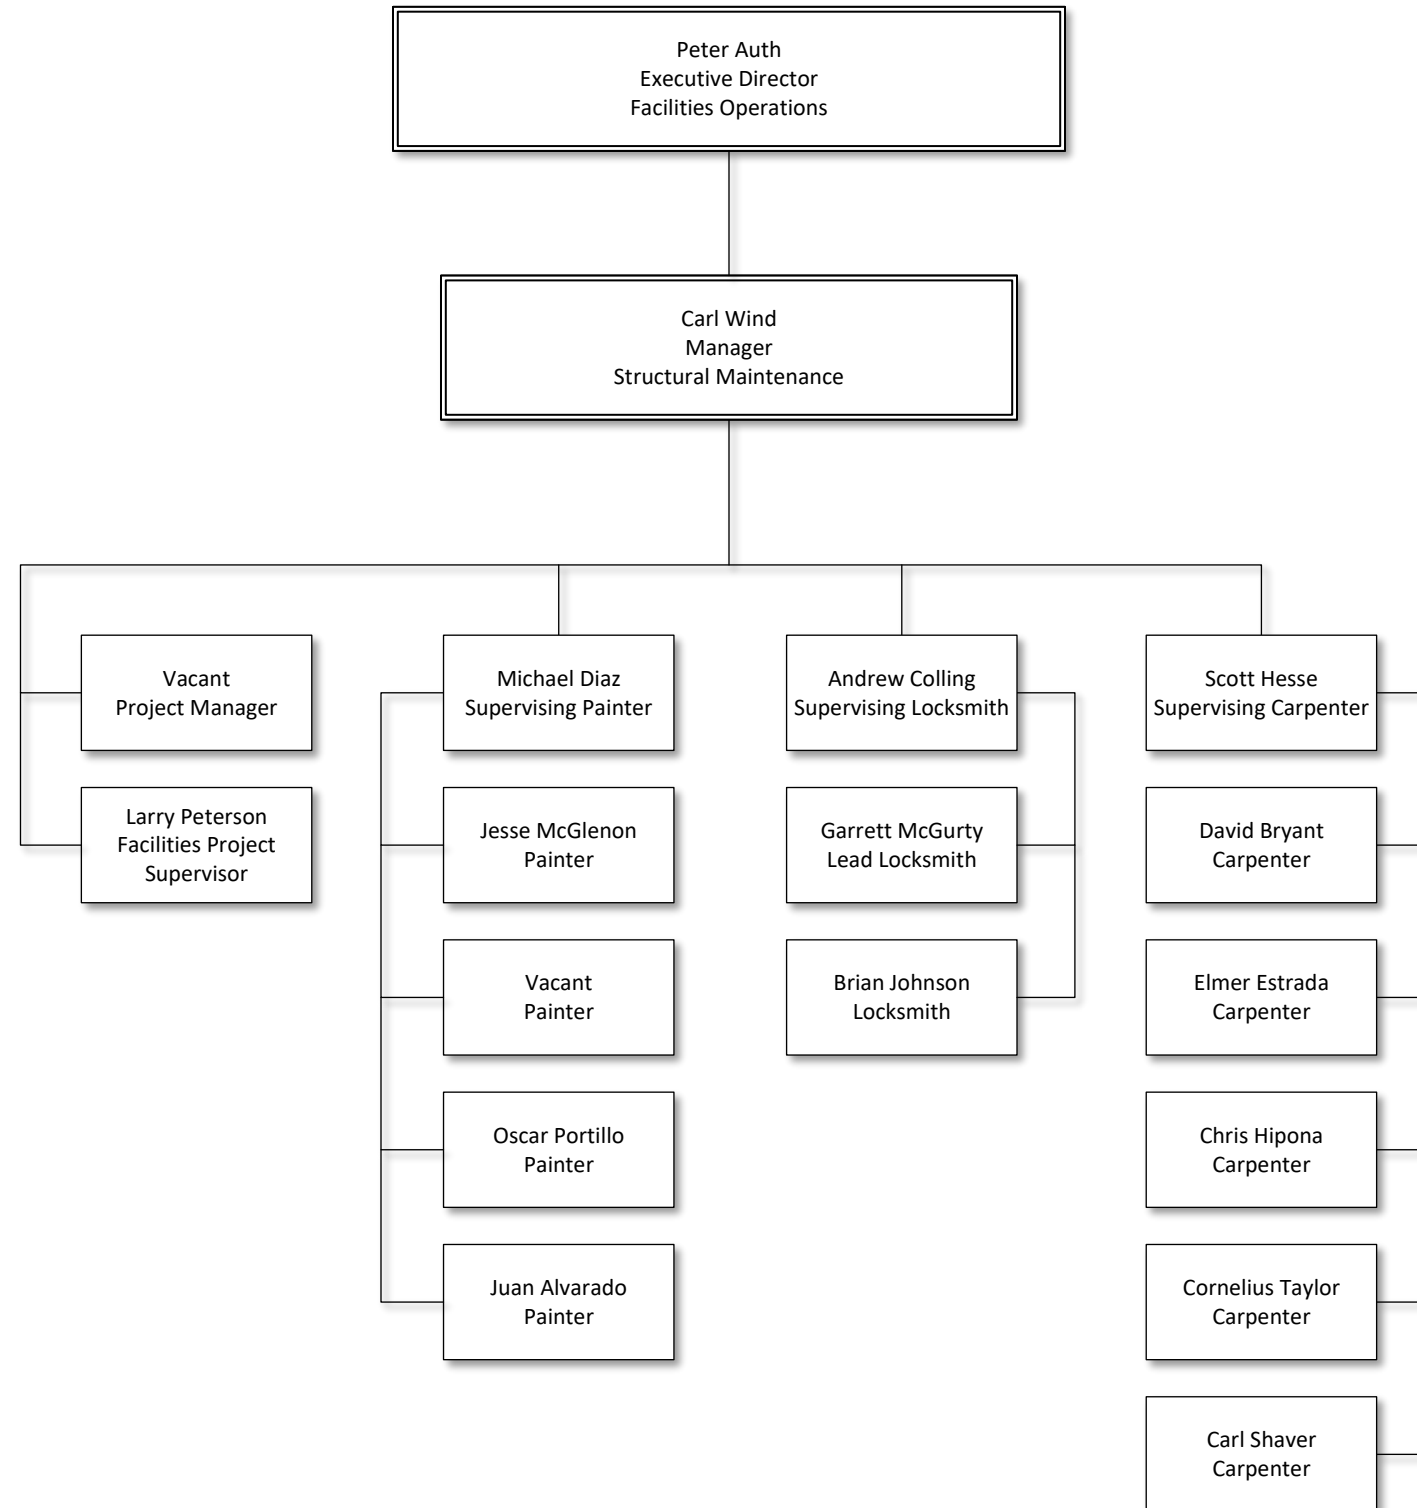 Peter Auth
Executive Director
Facilities Operations
Carl Wind
Manager
Structural Maintenance
Vacant
Project Manager
Larry Peterson
Facilities Project
Supervisor
Michael Diaz
Supervising Painter
Jesse McGlenon
Painter
Vacant
Painter
Oscar Portillo
Painter
Juan Alvarado
Painter
Andrew Colling
Supervising Locksmith
Garrett McGurty
Lead Locksmith
Brian Johnson
Locksmith
Scott Hesse
Supervising Carpenter
David Bryant
Carpenter
Elmer Estrada
Carpenter
Chris Hipona
Carpenter
Cornelius Taylor
Carpenter
Carl Shaver
Carpenter